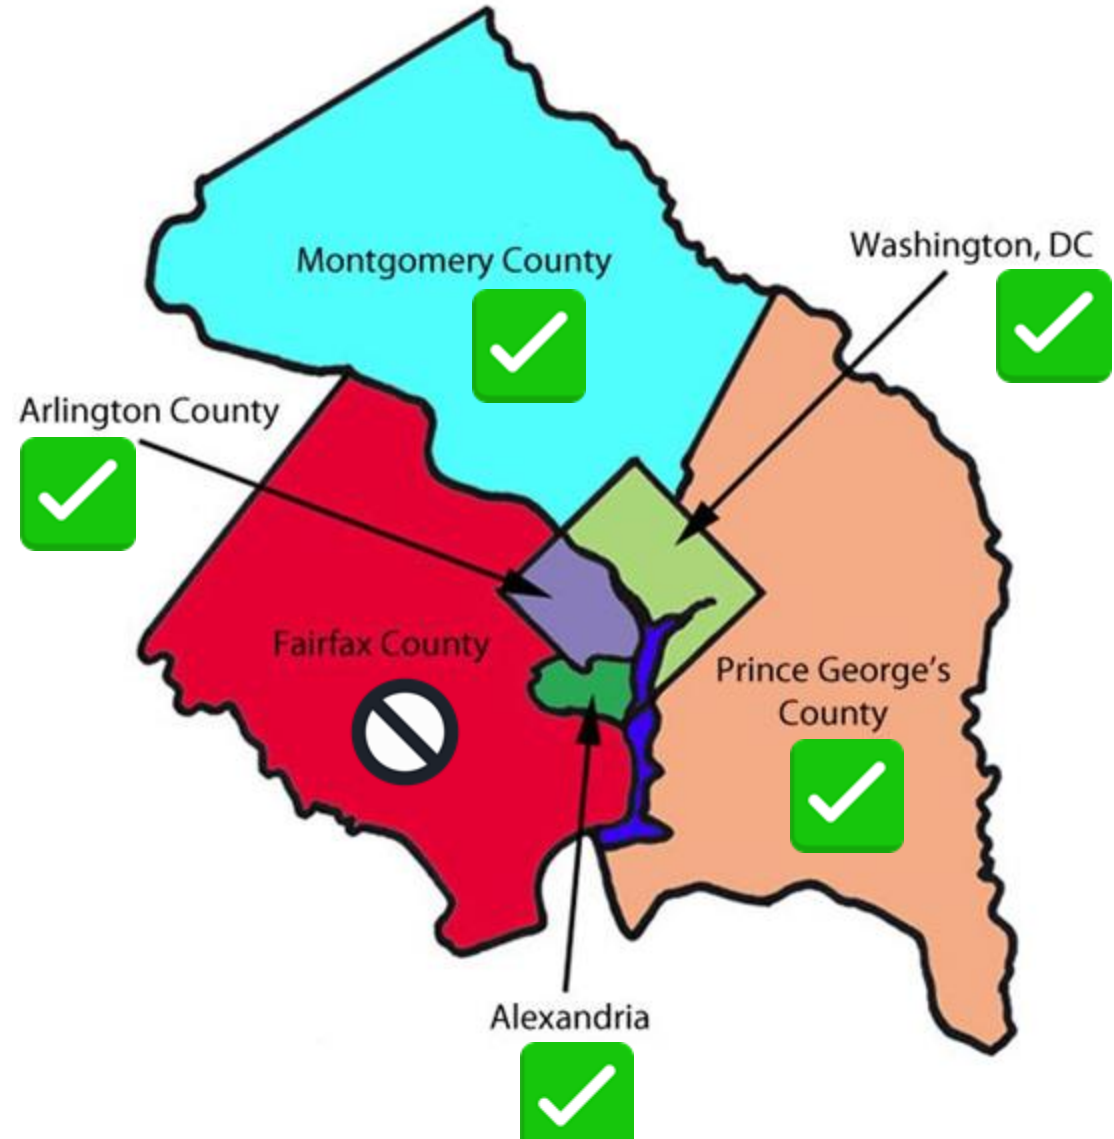 Montgomery County
Washington, DC
Arlington County
Fairfax County
Prince George's
County
Alexandria